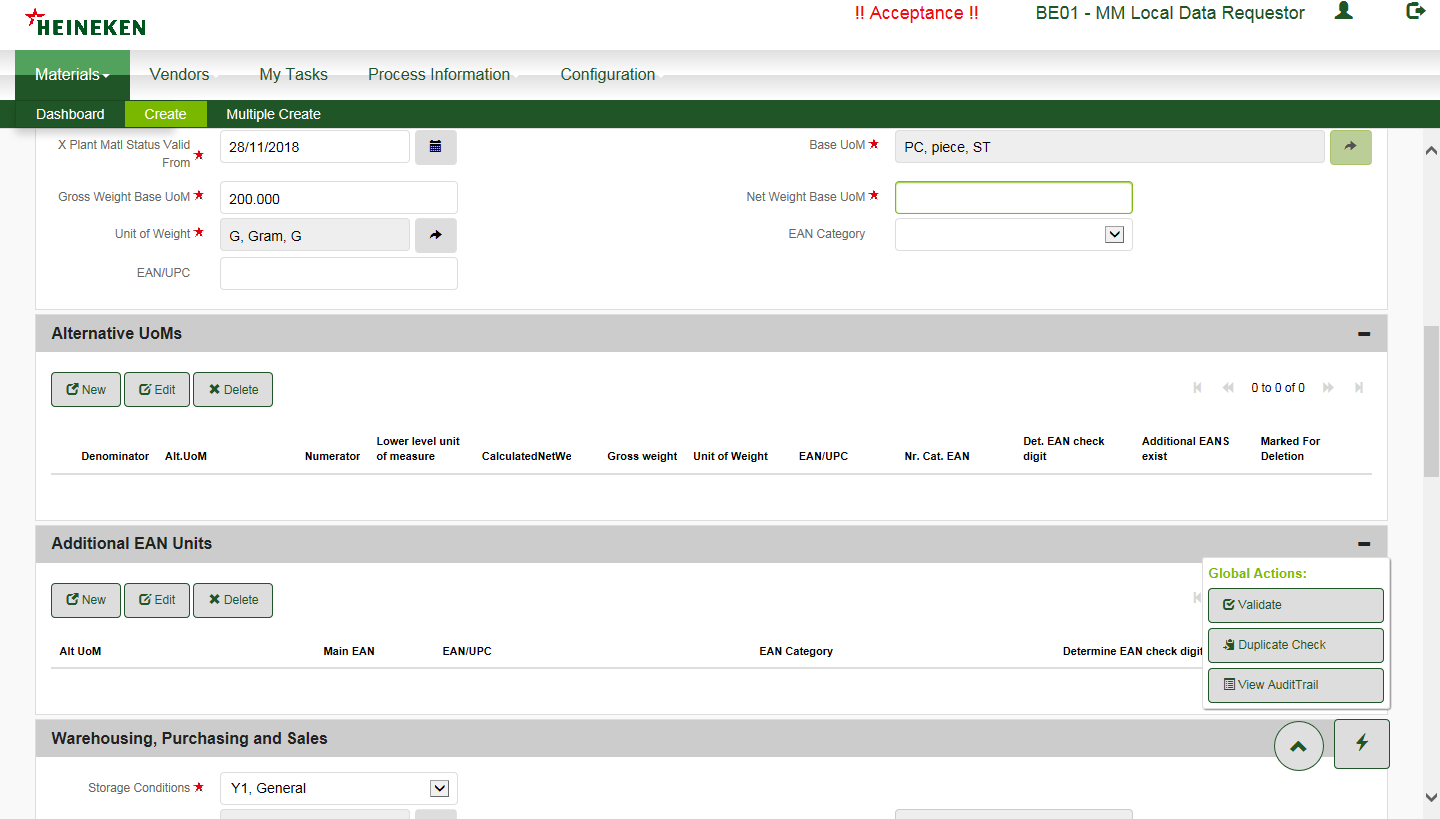 HEINEKEN
!! Acceptance !!
BE01 - MM Local Data Requestor
Materials
Vendors
My Tasks
Process Information
Configuration
Dashboard
Create
Multiple Create
X Plant Matl Status Valid
From
28/11/2018
Base UoM
PC, piece, ST
Gross Weight Base UoM
200.000
Net Weight Base UoM
Unit of Weight
G, Gram, G
EAN Category
EAN/UPC
Alternative UoMs
New
Edit
Delete
0 to 0 of 0
Denominator
Alt.UoM
Numerator
Lower level unit
of measure
CalculatedNetWe
Gross weight
Unit of Weight
EAN/UPC
Nr. Cat. EAN
Det. EAN check
digit
Additional EANS
exist
Marked For
Deletion
Additional EAN Units
New
Edit
Delete
Alt UoM
Main EAN
EAN/UPC
EAN Category
Determine EAN check digit
Global Actions:
Validate
Duplicate Check
View AuditTrail
Warehousing, Purchasing and Sales
Storage Conditions
Y1, General